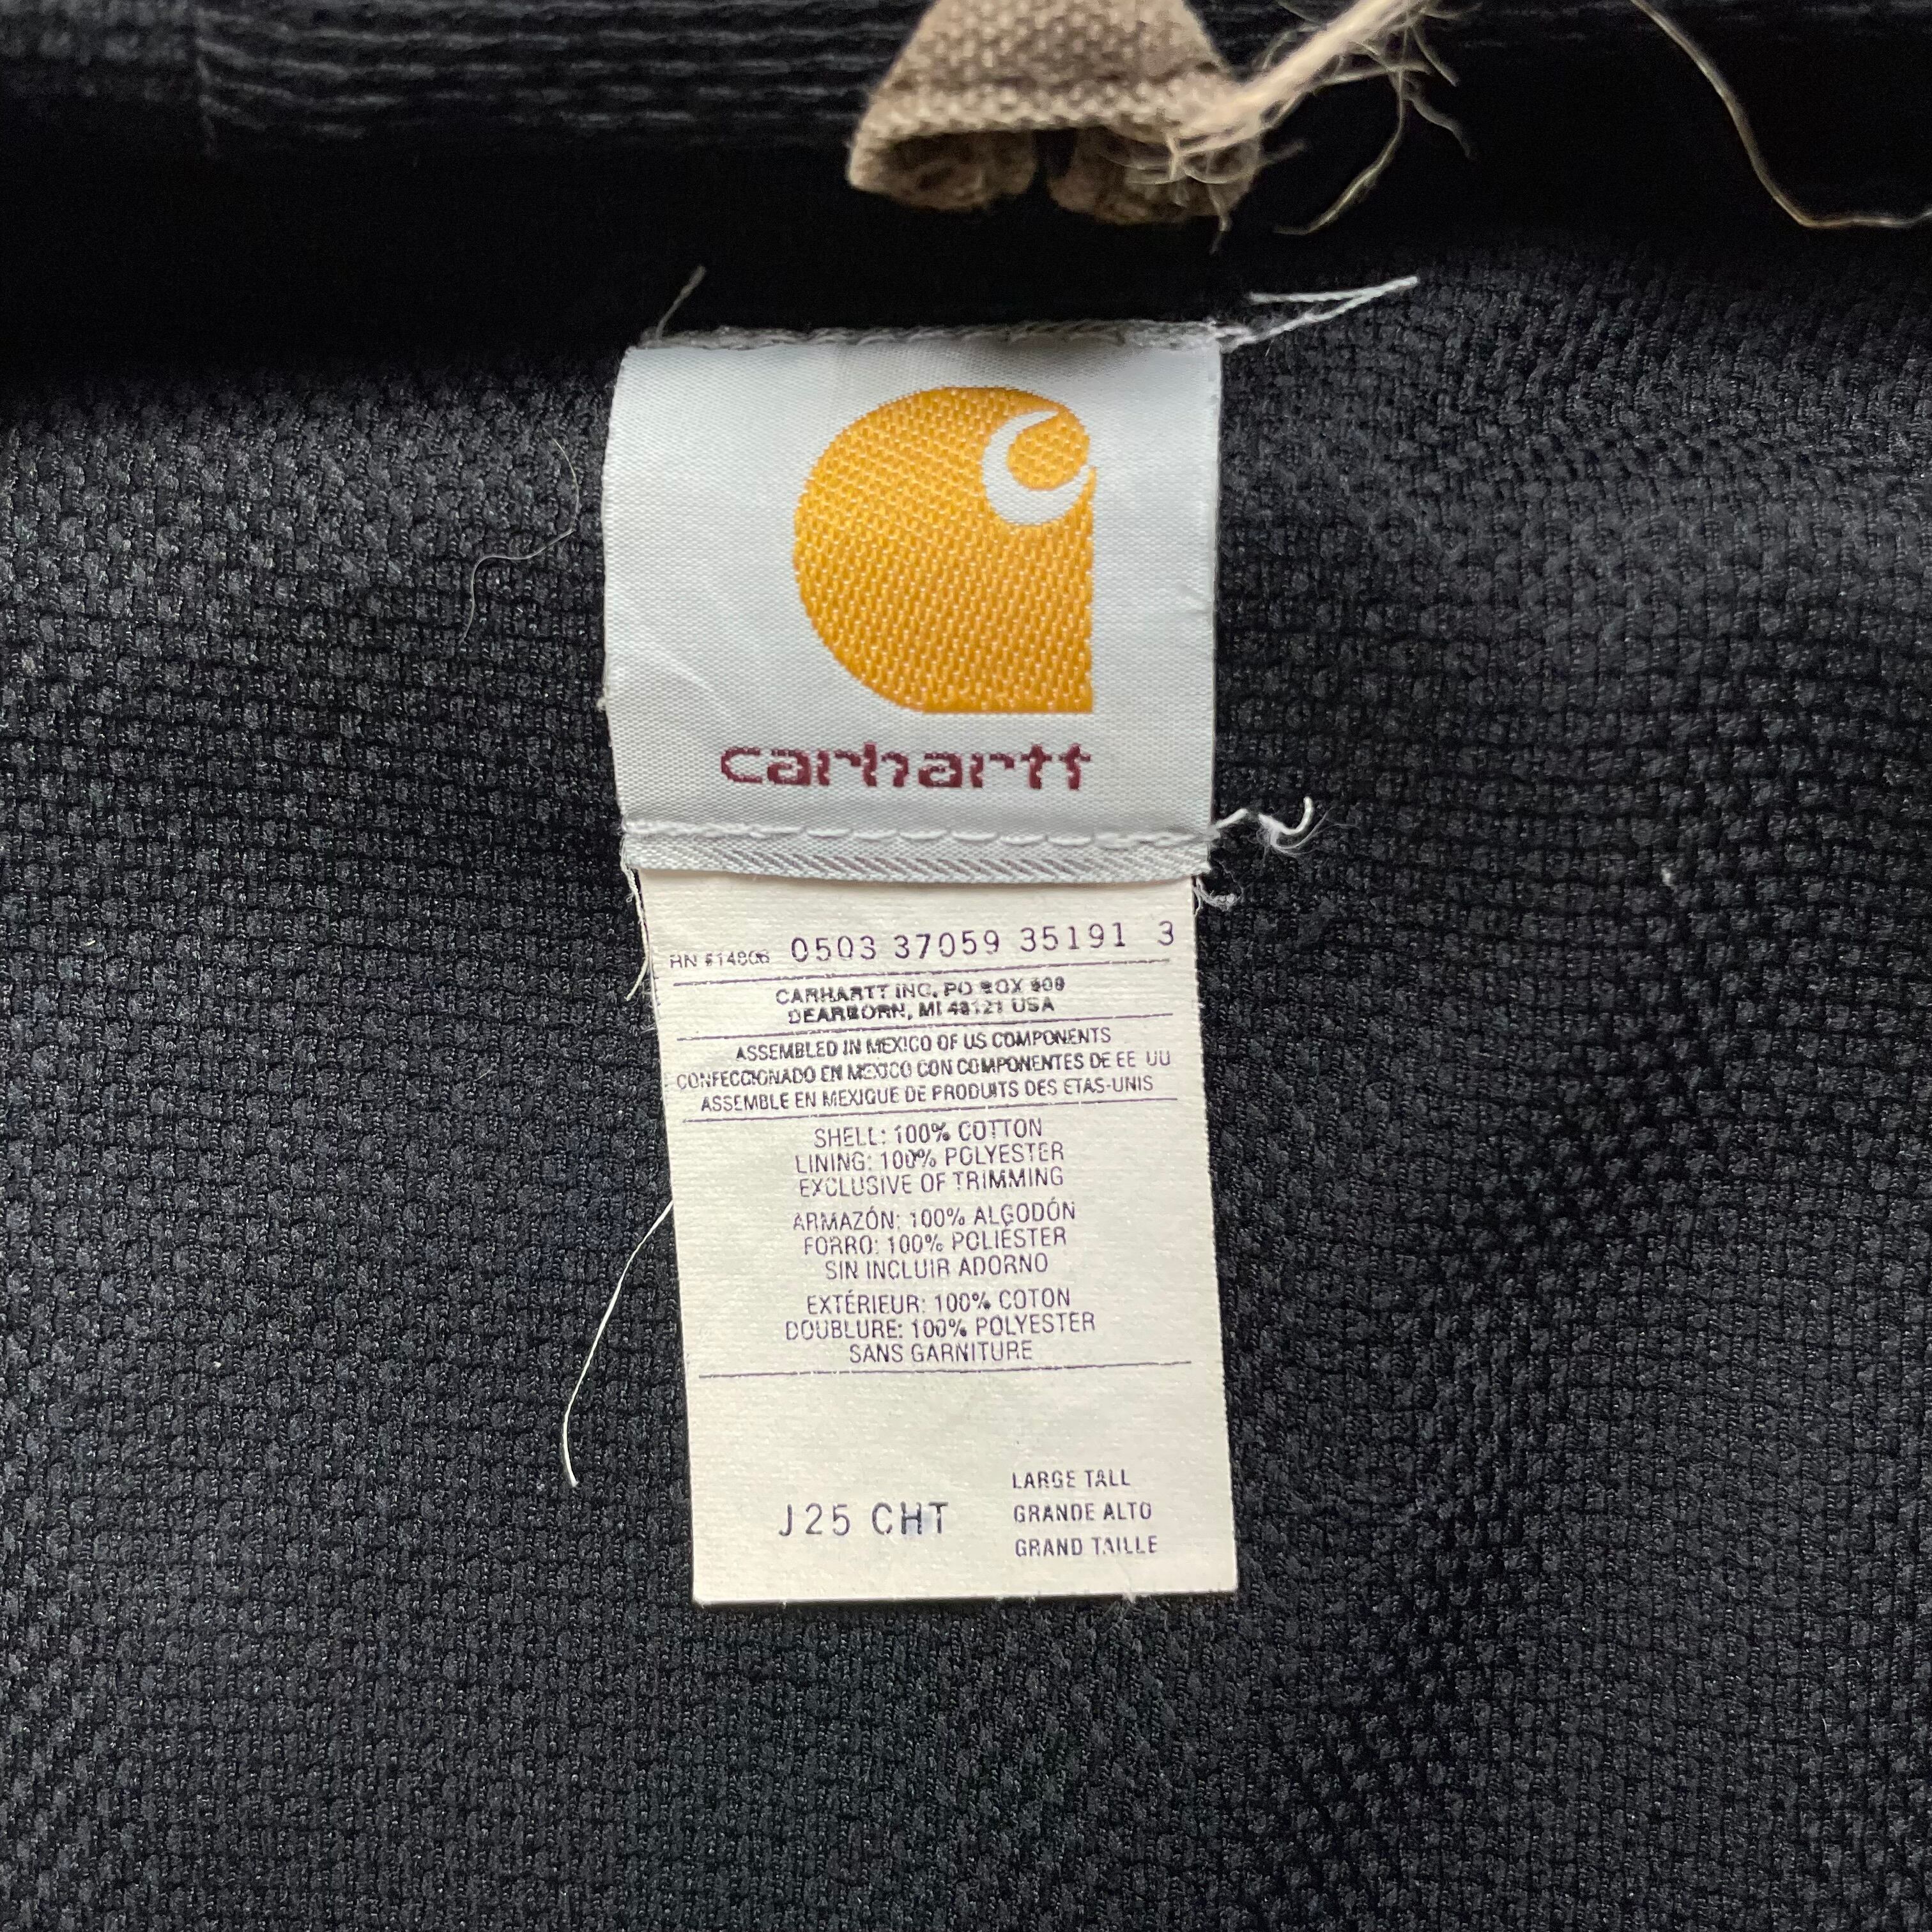 carhartt
RN #14806 0503 37059 35191 3
CARHARTT INC. PO BOX 600
DEARBORN, MI 48121 USA
ASSEMBLED IN MEXICO OF US COMPONENTS
CONFECCIONADO EN MEXICO CON COMPONENTES DE EE UU
ASSEMBLE EN MEXIQUE DE PRODUITS DES ETAS-UNIS
SHELL: 100% COTTON
LINING: 100% POLYESTER
EXCLUSIVE OF TRIMMING
ARMAZÓN: 100% ALGODÓN
FORRO: 100% POLIÉSTER
SIN INCLUIR ADORNO
EXTÉRIEUR: 100% COTON
DOUBLURE: 100% POLYESTER
SANS GARNITURE
LARGE TALL
J25 CHT GRANDE ALTO
GRAND TAILLE